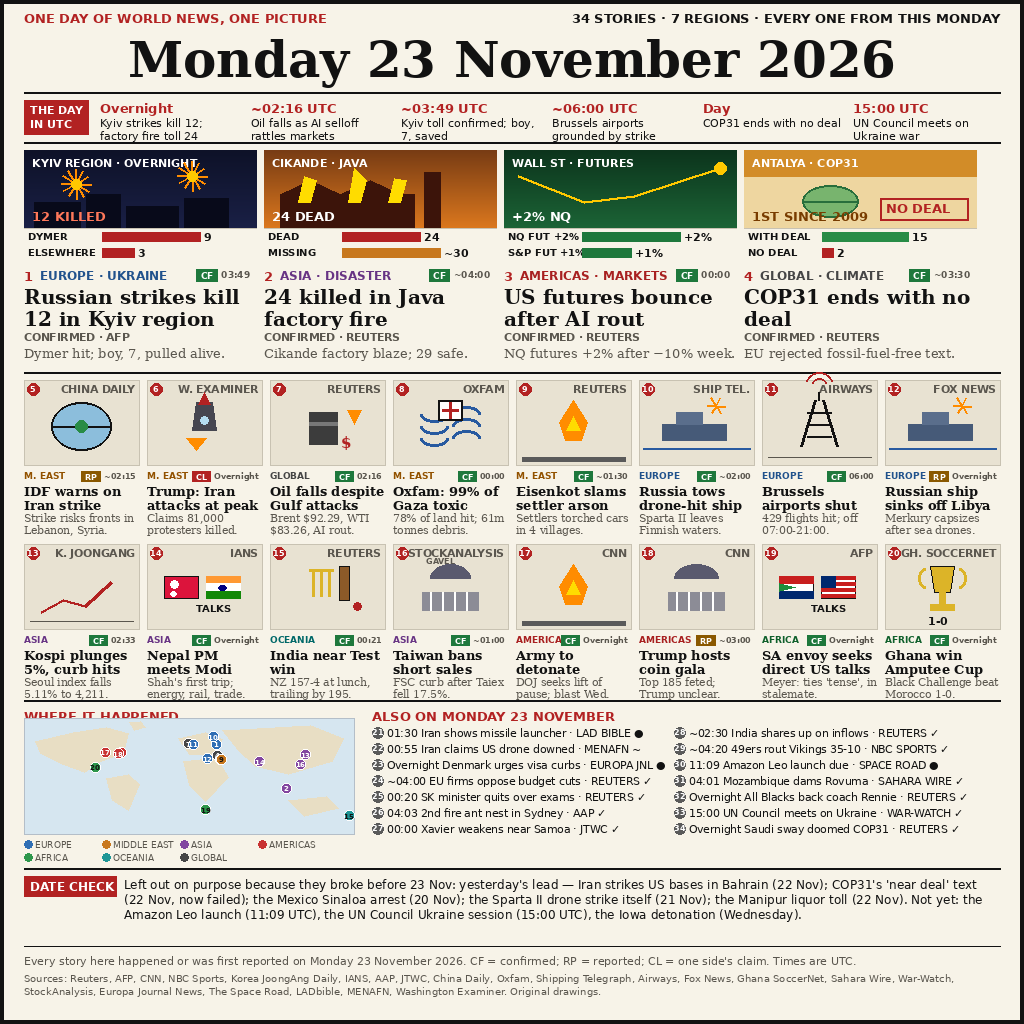 ONE DAY OF WORLD NEWS, ONE PICTURE
34 STORIES · 7 REGIONS · EVERY ONE FROM THIS MONDAY
Monday 23 November 2026
THE DAY
IN UTC
Overnight
Kyiv strikes kill 12;
factory fire toll 24
~02:16 UTC
Oil falls as AI selloff
rattles markets
~03:49 UTC
Kyiv toll confirmed; boy,
7, saved
~06:00 UTC
Brussels airports
grounded by strike
Day
COP31 ends with no deal
15:00 UTC
UN Council meets on
Ukraine war
KYIV REGION · OVERNIGHT
12 KILLED
DYMER 9
ELSEWHERE 3
1 EUROPE · UKRAINE CF 03:49
Russian strikes kill
12 in Kyiv region
CONFIRMED · AFP
Dymer hit; boy, 7, pulled alive.
CIKANDE · JAVA
24 DEAD
DEAD 24
MISSING ~30
2 ASIA · DISASTER CF ~04:00
24 killed in Java
factory fire
CONFIRMED · REUTERS
Cikande factory blaze; 29 safe.
WALL ST · FUTURES
+2% NQ
NQ FUT +2% +2%
S&P FUT +1% +1%
3 AMERICAS · MARKETS CF 00:00
US futures bounce
after AI rout
CONFIRMED · REUTERS
NQ futures +2% after −10% week.
ANTALYA · COP31
1ST SINCE 2009
NO DEAL
WITH DEAL 15
NO DEAL 2
4 GLOBAL · CLIMATE CF ~03:30
COP31 ends with no
deal
CONFIRMED · REUTERS
EU rejected fossil-fuel-free text.
5 CHINA DAILY
M. EAST RP ~02:15
IDF warns on
Iran strike
Strike risks fronts in
Lebanon, Syria.
6 W. EXAMINER
M. EAST CL Overnight
Trump: Iran
attacks at peak
Claims 81,000
protesters killed.
7 REUTERS
$
GLOBAL CF 02:16
Oil falls despite
Gulf attacks
Brent $92.29, WTI
$83.26, AI rout.
8 OXFAM
M. EAST CF 00:00
Oxfam: 99% of
Gaza toxic
78% of land hit; 61m
tonnes debris.
9 REUTERS
M. EAST CF ~01:30
Eisenkot slams
settler arson
Settlers torched cars
in 4 villages.
10 SHIP TEL.
EUROPE CF ~02:00
Russia tows
drone-hit ship
Sparta II leaves
Finnish waters.
11 AIRWAYS
EUROPE CF 06:00
Brussels
airports shut
429 flights hit; off
07:00-21:00.
12 FOX NEWS
EUROPE RP Overnight
Russian ship
sinks off Libya
Merkury capsizes
after sea drones.
13 K. JOONGANG
ASIA CF 02:33
Kospi plunges
5%, curb hits
Seoul index falls
5.11% to 4,211.
14 IANS
TALKS
ASIA CF Overnight
Nepal PM
meets Modi
Shah's first trip;
energy, rail, trade.
15 REUTERS
OCEANIA CF 00:21
India near Test
win
NZ 157-4 at lunch,
trailing by 195.
16 STOCKANALYSIS
GAVEL
ASIA CF ~01:00
Taiwan bans
short sales
FSC curb after Taiex
fell 17.5%.
17 CNN
AMERICA CF Overnight
Army to
detonate
DOJ seeks lift of
pause; blast Wed.
18 CNN
AMERICAS RP ~03:00
Trump hosts
coin gala
Top 185 feted;
Trump unclear.
19 AFP
TALKS
AFRICA CF Overnight
SA envoy seeks
direct US talks
Meyer: ties 'tense', in
stalemate.
20 GH. SOCCERNET
1-0
AFRICA CF Overnight
Ghana win
Amputee Cup
Black Challenge beat
Morocco 1-0.
WHERE IT HAPPENED
EUROPE MIDDLE EAST ASIA AMERICAS
AFRICA OCEANIA GLOBAL
ALSO ON MONDAY 23 NOVEMBER
21 01:30 Iran shows missile launcher · LAD BIBLE ●
22 00:55 Iran claims US drone downed · MENAFN ~
23 Overnight Denmark urges visa curbs · EUROPA JNL ●
24 ~04:00 EU firms oppose budget cuts · REUTERS ✓
25 00:20 SK minister quits over exams · REUTERS ✓
26 04:03 2nd fire ant nest in Sydney · AAP ✓
27 00:00 Xavier weakens near Samoa · JTWC ✓
28 ~02:30 India shares up on inflows · REUTERS ✓
29 ~04:20 49ers rout Vikings 35-10 · NBC SPORTS ✓
30 11:09 Amazon Leo launch due · SPACE ROAD ●
31 04:01 Mozambique dams Rovuma · SAHARA WIRE ✓
32 Overnight All Blacks back coach Rennie · REUTERS ✓
33 15:00 UN Council meets on Ukraine · WAR-WATCH ✓
34 Overnight Saudi sway doomed COP31 · REUTERS ✓
DATE CHECK
Left out on purpose because they broke before 23 Nov: yesterday's lead — Iran strikes US bases in Bahrain (22 Nov); COP31's 'near deal' text
(22 Nov, now failed); the Mexico Sinaloa arrest (20 Nov); the Sparta II drone strike itself (21 Nov); the Manipur liquor toll (22 Nov). Not yet: the
Amazon Leo launch (11:09 UTC), the UN Council Ukraine session (15:00 UTC), the Iowa detonation (Wednesday).
Every story here happened or was first reported on Monday 23 November 2026. CF = confirmed; RP = reported; CL = one side's claim. Times are UTC.
Sources: Reuters, AFP, CNN, NBC Sports, Korea JoongAng Daily, IANS, AAP, JTWC, China Daily, Oxfam, Shipping Telegraph, Airways, Fox News, Ghana SoccerNet, Sahara Wire, War-Watch,
StockAnalysis, Europa Journal News, The Space Road, LADbible, MENAFN, Washington Examiner. Original drawings.